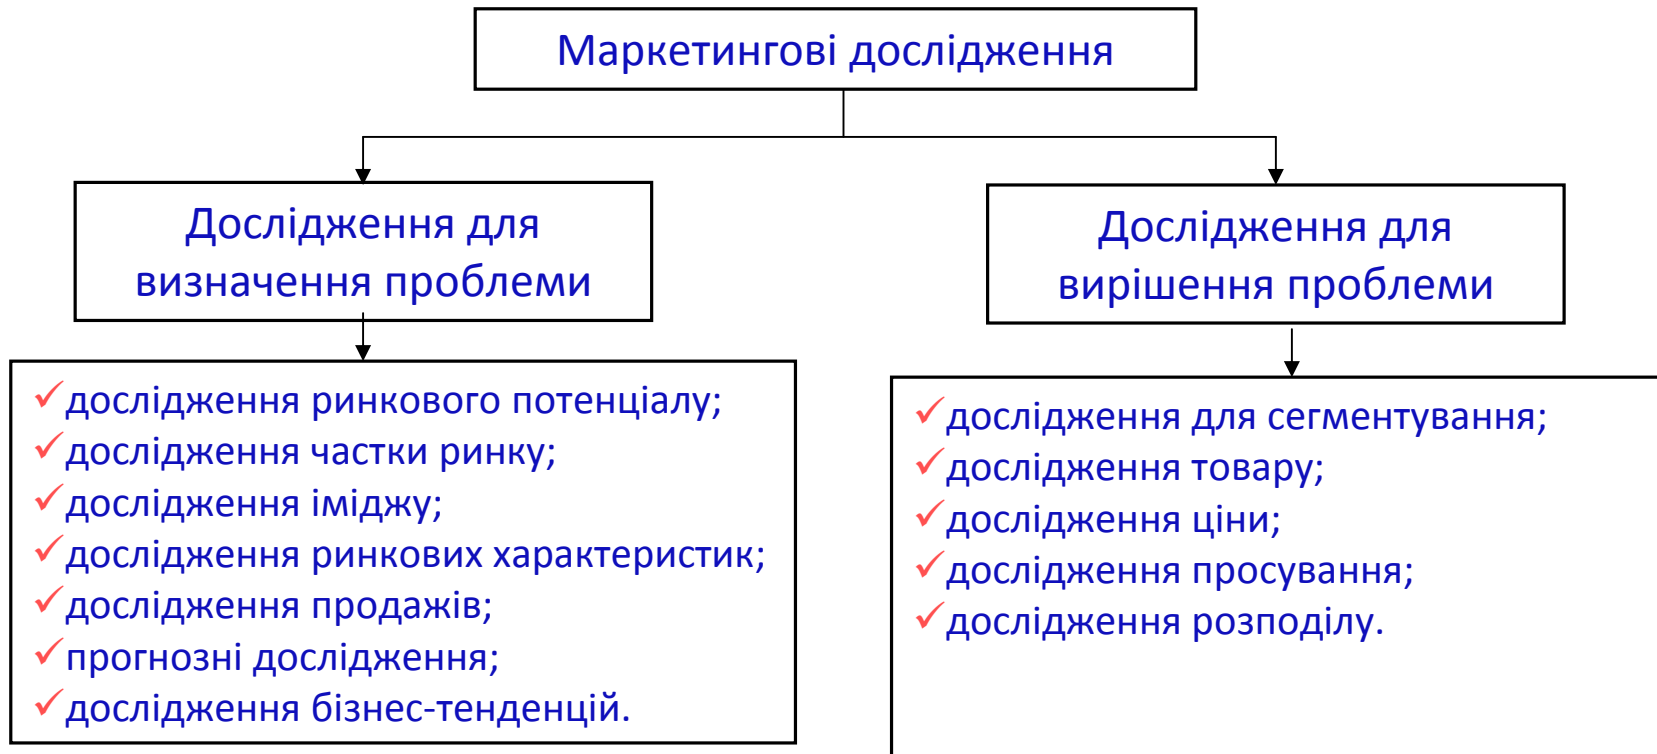 Маркетингові дослідження
Дослідження для
визначення проблеми
дослідження ринкового потенціалу;
дослідження частки ринку;
дослідження іміджу;
дослідження ринкових характеристик;
дослідження продажів;
прогнозні дослідження;
дослідження бізнес-тенденцій.
Дослідження для
вирішення проблеми
дослідження для сегментування;
дослідження товару;
дослідження ціни;
дослідження просування;
дослідження розподілу.